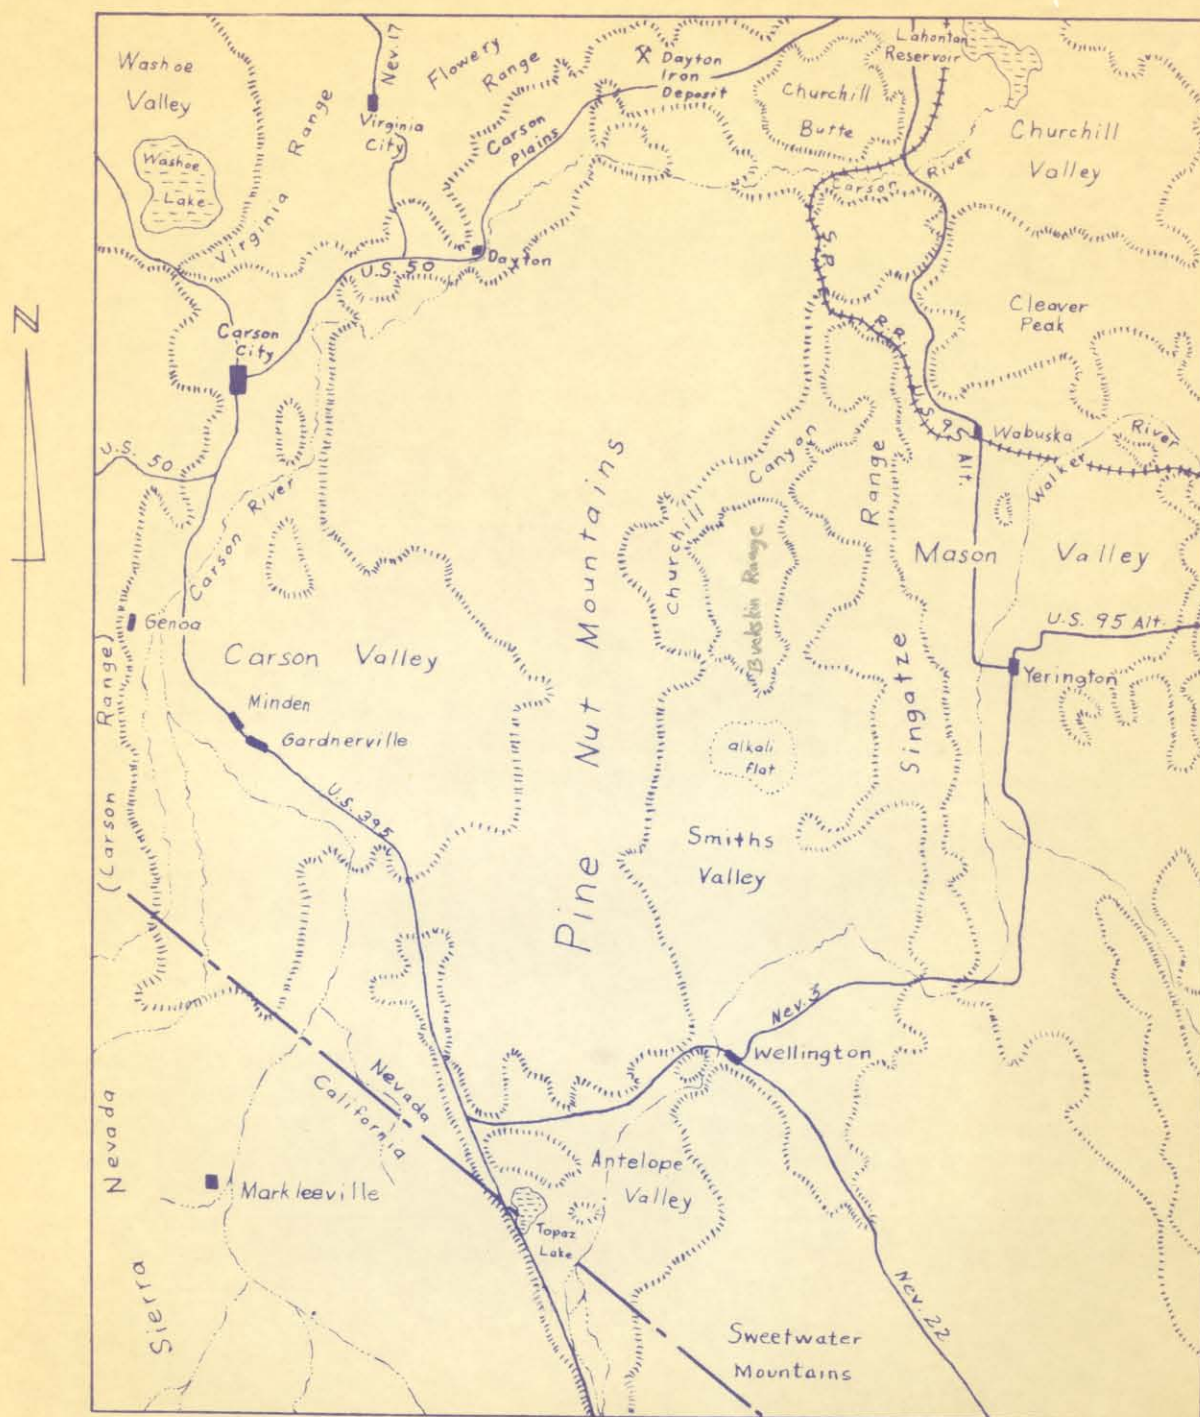 Washoe
Valley
Washoe
Lake
Virginia Range
Nev. 17
Virginia
City
Flowery
Range
Carson
Plains
Dayton
Iron
Deposit
Churchill
Butte
Lahontan
Reservoir
Churchill
Valley
Carson River
S.P.
R.R.
Cleaver
Peak
U.S. 50
Dayton
Carson
City
U.S. 50
Carson River
U.S. 95 Alt.
Wabuska
Walker River
Churchill Canyon
Buckskin Range
Singatze Range
Mason Valley
U.S. 95 Alt.
Yerington
Genoa
Carson Valley
Minden
Gardnerville
U.S. 395
Pine Nut Mountains
alkali
flat
Smiths
Valley
Nev. 3
Wellington
Nevada
California
Markleeville
Antelope
Valley
Topaz
Lake
Nev. 22
Sweetwater
Mountains
Sierra Nevada (Carson Range)
N